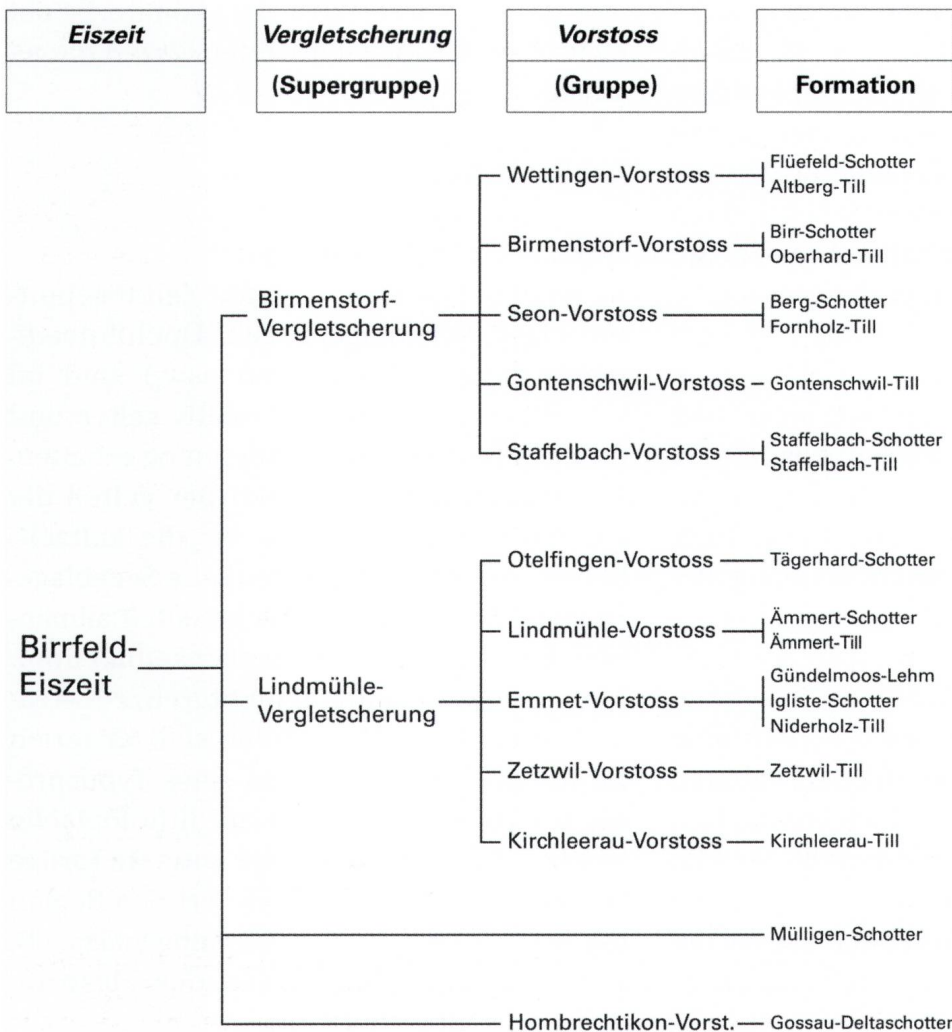 Eiszeit
Vergletscherung
(Supergruppe)
Vorstoss
(Gruppe)
Formation
Wettingen-Vorstoss
Flüefeld-Schotter
Altberg-Till
Birmenstorf-Vorstoss
Birr-Schotter
Oberhard-Till
Birmenstorf-
Vergletscherung
Seon-Vorstoss
Berg-Schotter
Fornholz-Till
Gontenschwil-Vorstoss
Gontenschwil-Till
Staffelbach-Vorstoss
Staffelbach-Schotter
Staffelbach-Till
Otelfingen-Vorstoss
Tägerhard-Schotter
Birrfeld-
Eiszeit
Lindmühle-Vorstoss
Ämmert-Schotter
Ämmert-Till
Lindmühle-
Vergletscherung
Emmet-Vorstoss
Gündelmoos-Lehm
Igliste-Schotter
Niderholz-Till
Zetzwil-Vorstoss
Zetzwil-Till
Kirchleerau-Vorstoss
Kirchleerau-Till
Mülligen-Schotter
Hombrechtikon-Vorst.
Gossau-Deltaschotter